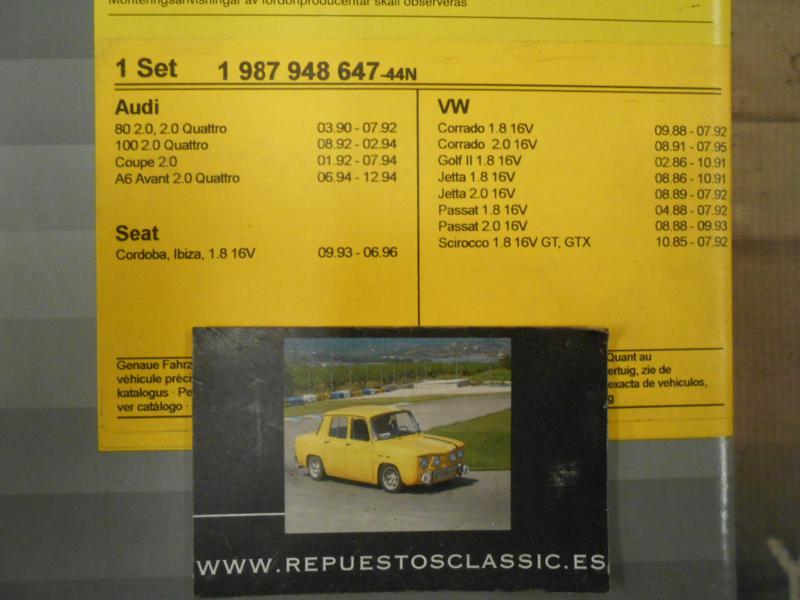 Monteringsanvisningar av fordonproducentar skall observeras
1 Set 1 987 948 647-44N
Audi
80 2.0, 2.0 Quattro 03.90 - 07.92
100 2.0 Quattro 08.92 - 02.94
Coupe 2.0 01.92 - 07.94
A6 Avant 2.0 Quattro 06.94 - 12.94
Seat
Cordoba, Ibiza, 1.8 16V 09.93 - 06.96
VW
Corrado 1.8 16V 09.88 - 07.92
Corrado 2.0 16V 08.91 - 07.95
Golf II 1.8 16V 02.86 - 10.91
Jetta 1.8 16V 08.86 - 10.91
Jetta 2.0 16V 08.89 - 07.92
Passat 1.8 16V 04.88 - 07.92
Passat 2.0 16V 08.88 - 09.93
Scirocco 1.8 16V GT, GTX 10.85 - 07.92
Genaue Fahrz
véhicule préci
katalogus · Pe
ver catálogo ·
Quant au
ertuig, zie de
exacta de vehiculos,
g
WWW.REPUESTOSCLASSIC.ES